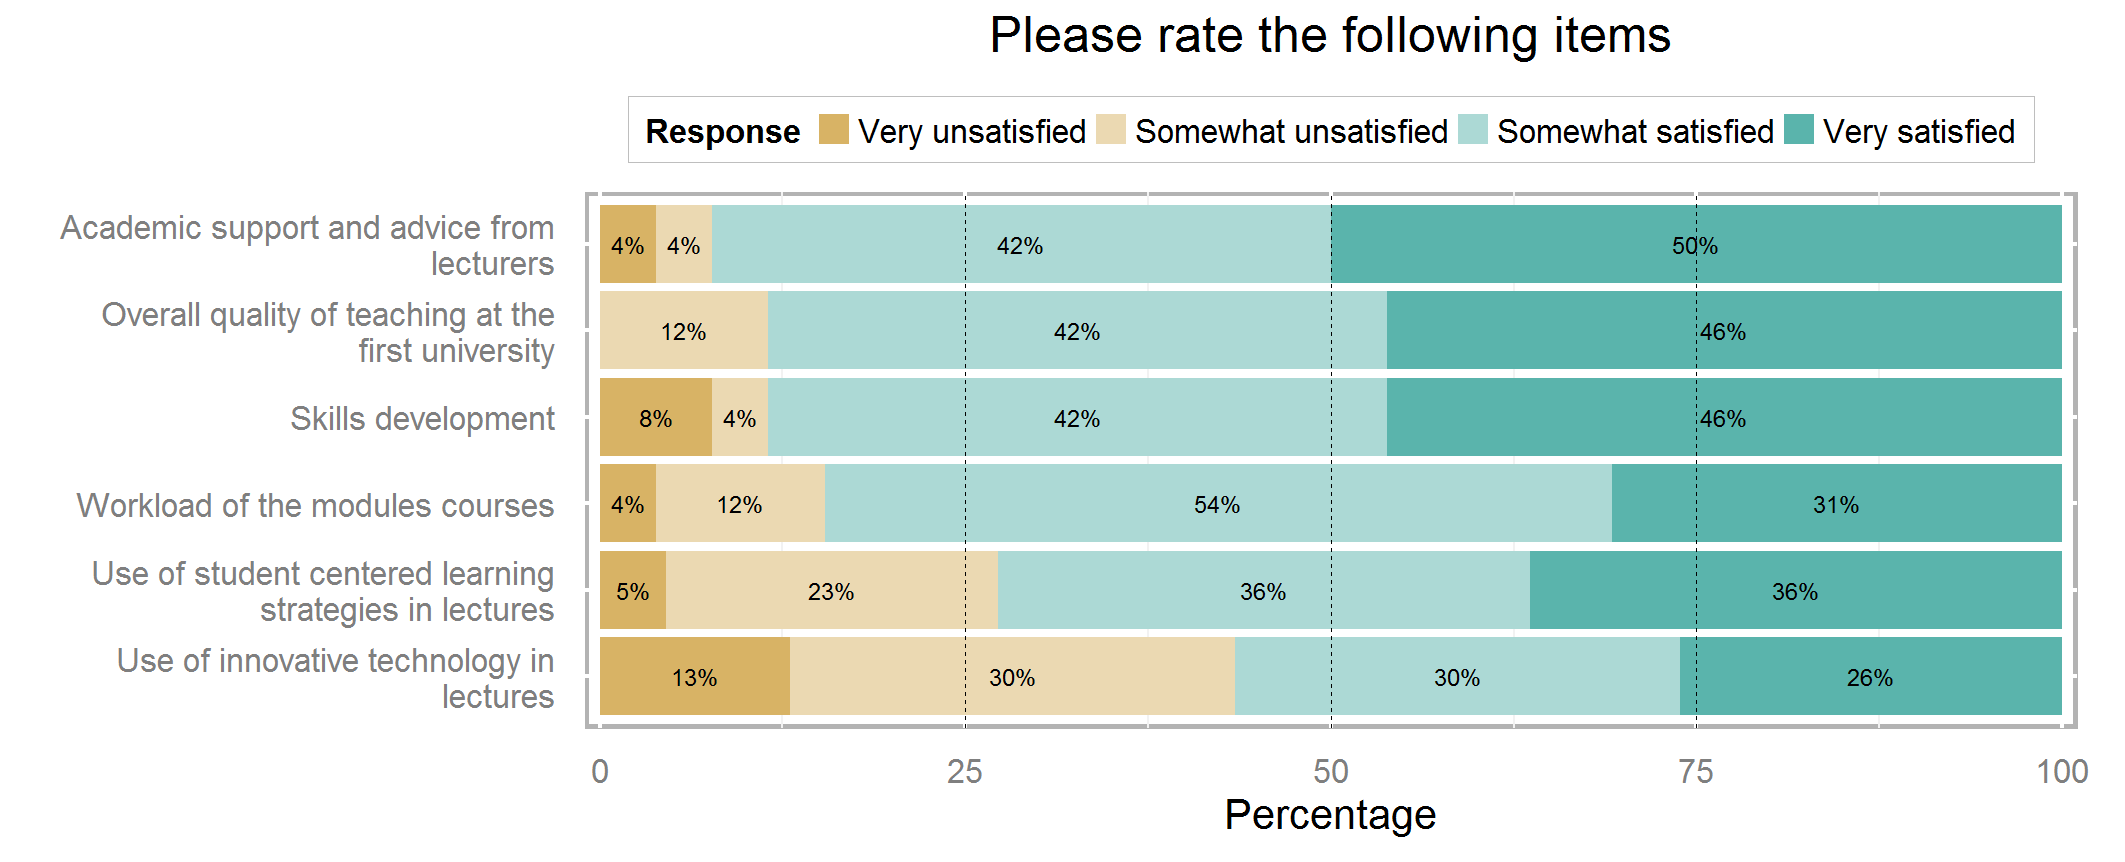 Please rate the following items
Response Very unsatisfied Somewhat unsatisfied Somewhat satisfied Very satisfied
Academic support and advice from
lecturers
4% 4% 42% 50%
Overall quality of teaching at the
first university
12% 42% 46%
Skills development
8% 4% 42% 46%
Workload of the modules courses
4% 12% 54% 31%
Use of student centered learning
strategies in lectures
5% 23% 36% 36%
Use of innovative technology in
lectures
13% 30% 30% 26%
0 25 50 75 100
Percentage